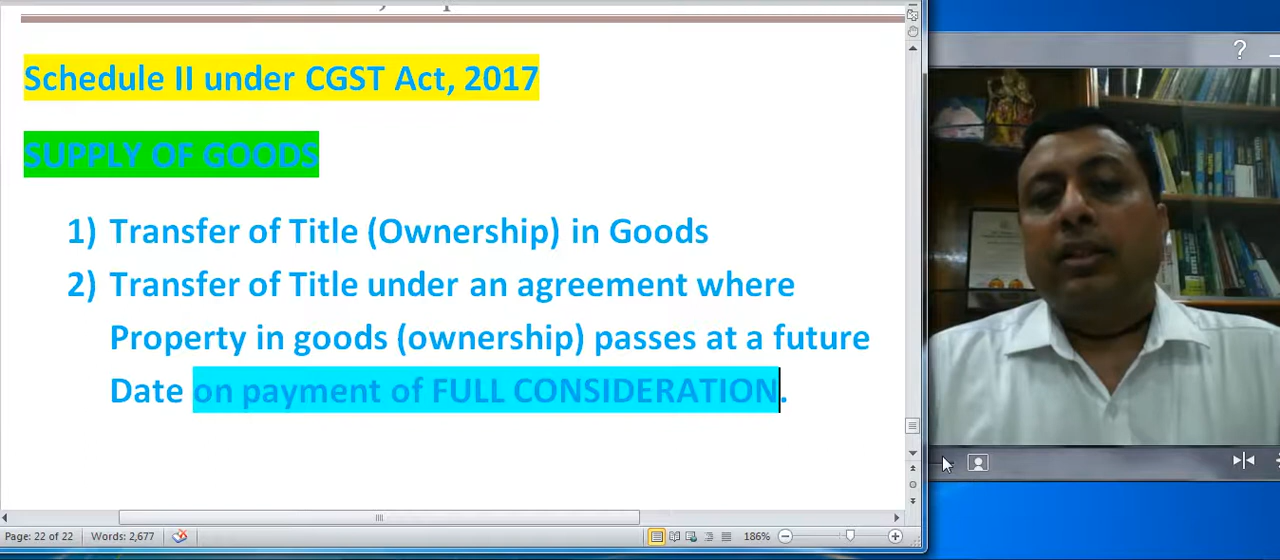 Schedule II under CGST Act, 2017
SUPPLY OF GOODS
1) Transfer of Title (Ownership) in Goods
2) Transfer of Title under an agreement where
Property in goods (ownership) passes at a future
Date on payment of FULL CONSIDERATION.
Page: 22 of 22 Words: 2,677 186%